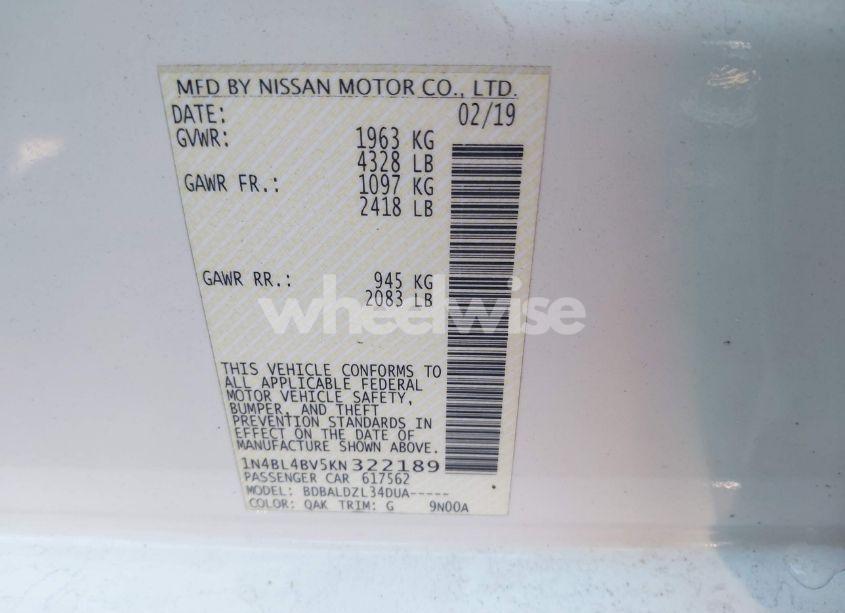 MFD BY NISSAN MOTOR CO., LTD.
DATE: 02/19
GVWR: 1963 KG
4328 LB
GAWR FR.: 1097 KG
2418 LB
GAWR RR.: 945 KG
2083 LB
wheelwise
THIS VEHICLE CONFORMS TO
ALL APPLICABLE FEDERAL
MOTOR VEHICLE SAFETY,
BUMPER, AND THEFT
PREVENTION STANDARDS IN
EFFECT ON THE DATE OF
MANUFACTURE SHOWN ABOVE.
1N4BL4BV5KN322189
PASSENGER CAR 617562
MODEL: BDBALDZL34DUA-----
COLOR: QAK TRIM: G 9N00A